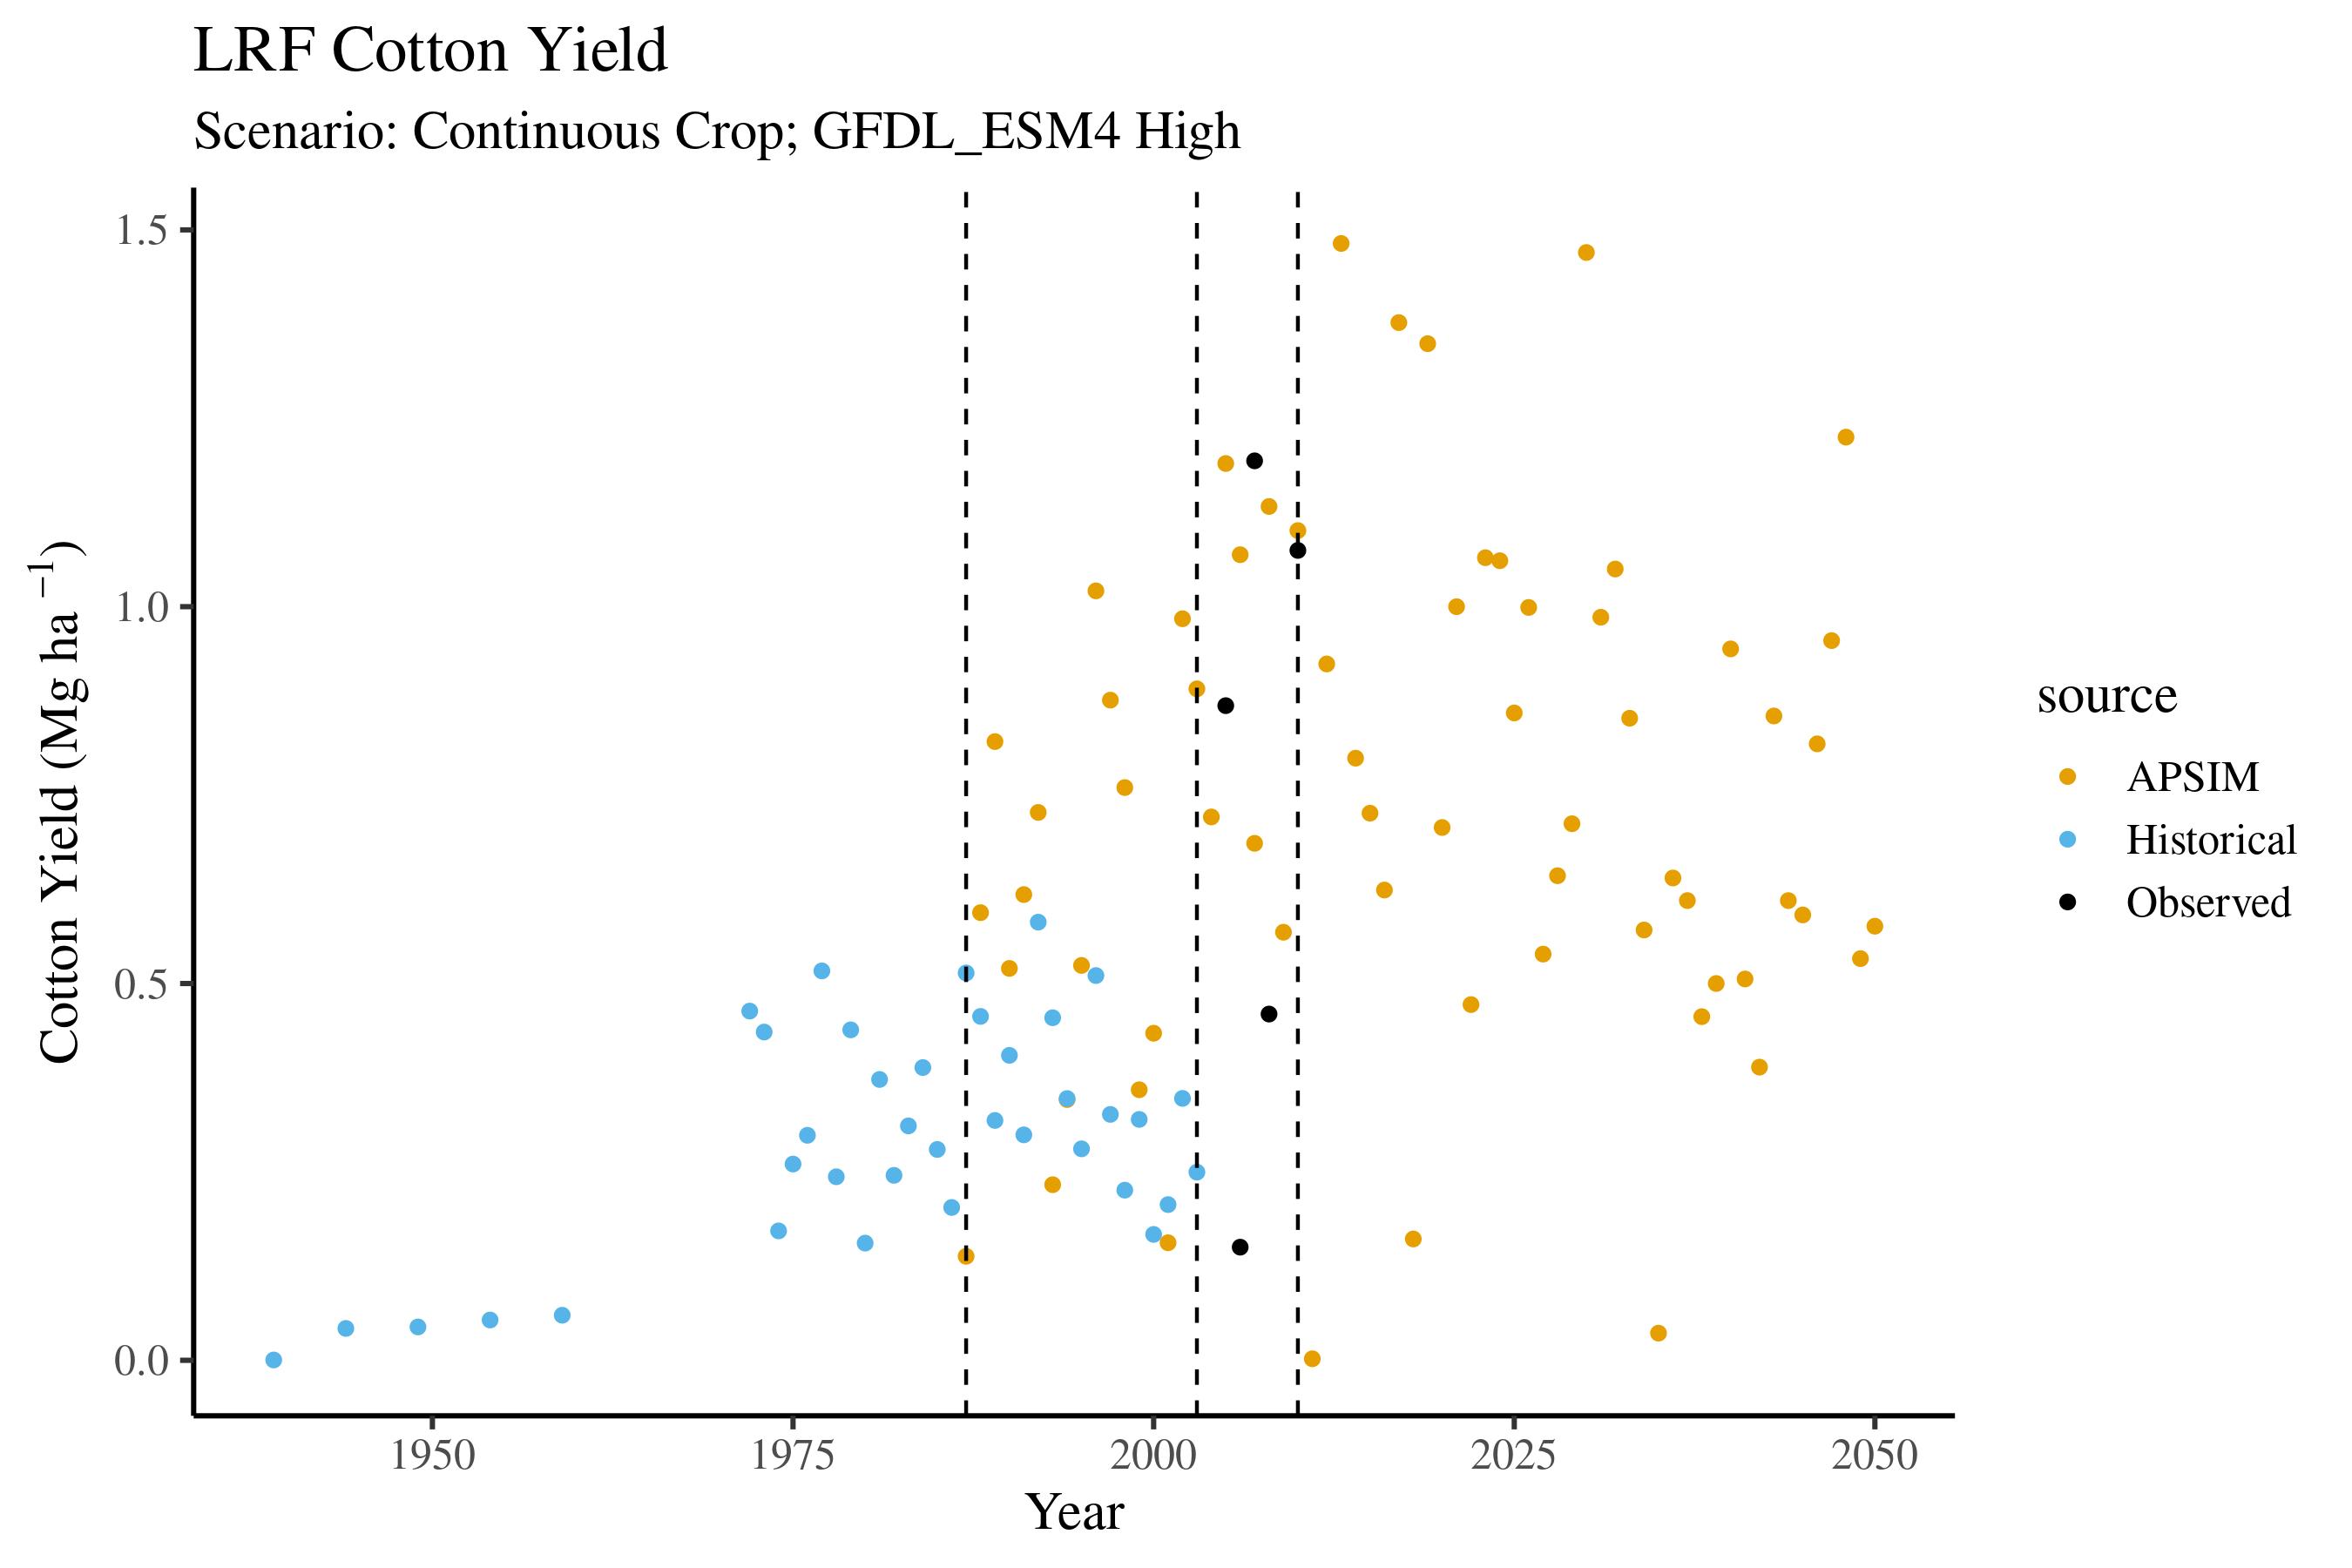 LRF Cotton Yield
Scenario: Continuous Crop; GFDL_ESM4 High
Cotton Yield (Mg ha −1)
1.5
1.0
0.5
0.0
1950 1975 2000 2025 2050
Year
source
APSIM
Historical
Observed